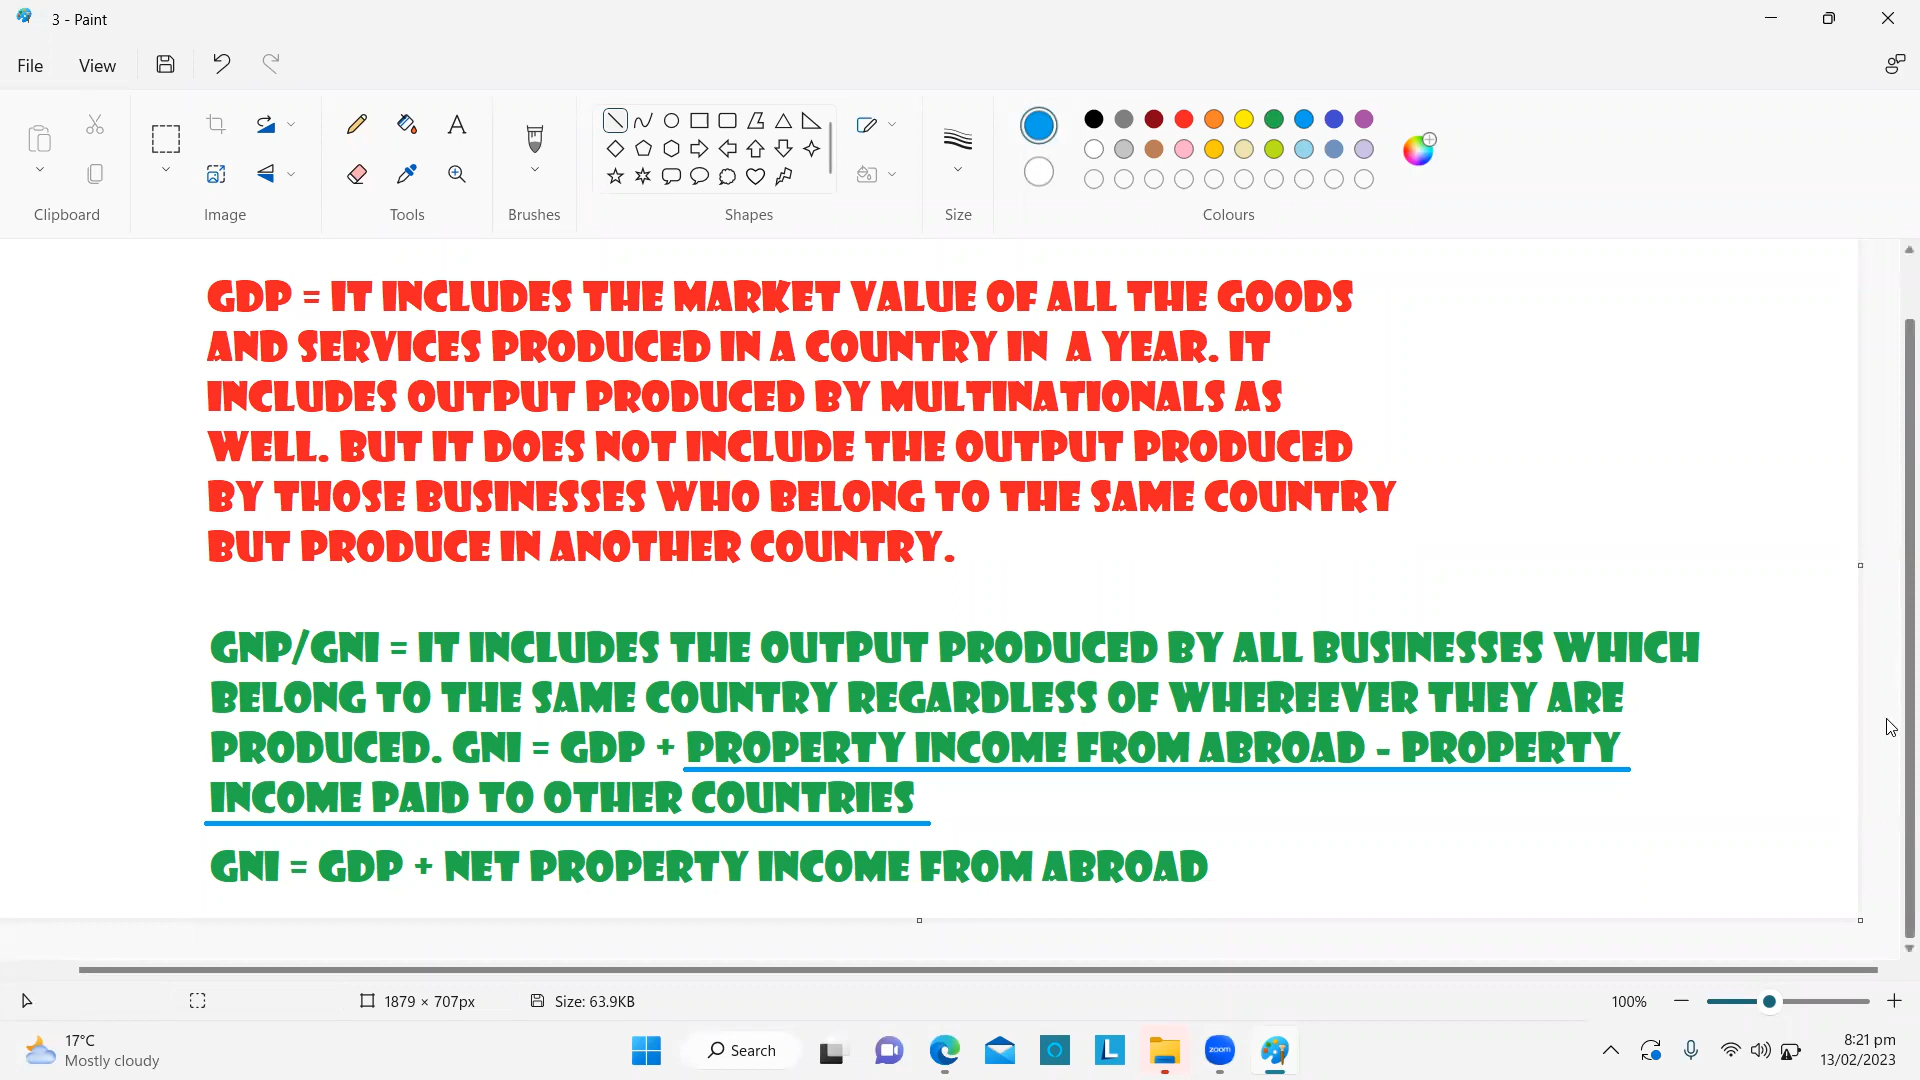 3 - Paint
File
View
Clipboard
Image
Tools
Brushes
Shapes
Size
Colours
GDP = IT INCLUDES THE MARKET VALUE OF ALL THE GOODS
AND SERVICES PRODUCED IN A COUNTRY IN A YEAR. IT
INCLUDES OUTPUT PRODUCED BY MULTINATIONALS AS
WELL. BUT IT DOES NOT INCLUDE THE OUTPUT PRODUCED
BY THOSE BUSINESSES WHO BELONG TO THE SAME COUNTRY
BUT PRODUCE IN ANOTHER COUNTRY.
GNP/GNI = IT INCLUDES THE OUTPUT PRODUCED BY ALL BUSINESSES WHICH
BELONG TO THE SAME COUNTRY REGARDLESS OF WHEREEVER THEY ARE
PRODUCED. GNI = GDP + PROPERTY INCOME FROM ABROAD - PROPERTY
INCOME PAID TO OTHER COUNTRIES
GNI = GDP + NET PROPERTY INCOME FROM ABROAD
1879 × 707px
Size: 63.9KB
100%
17°C
Mostly cloudy
Search
L
zoom
8:21 pm
13/02/2023